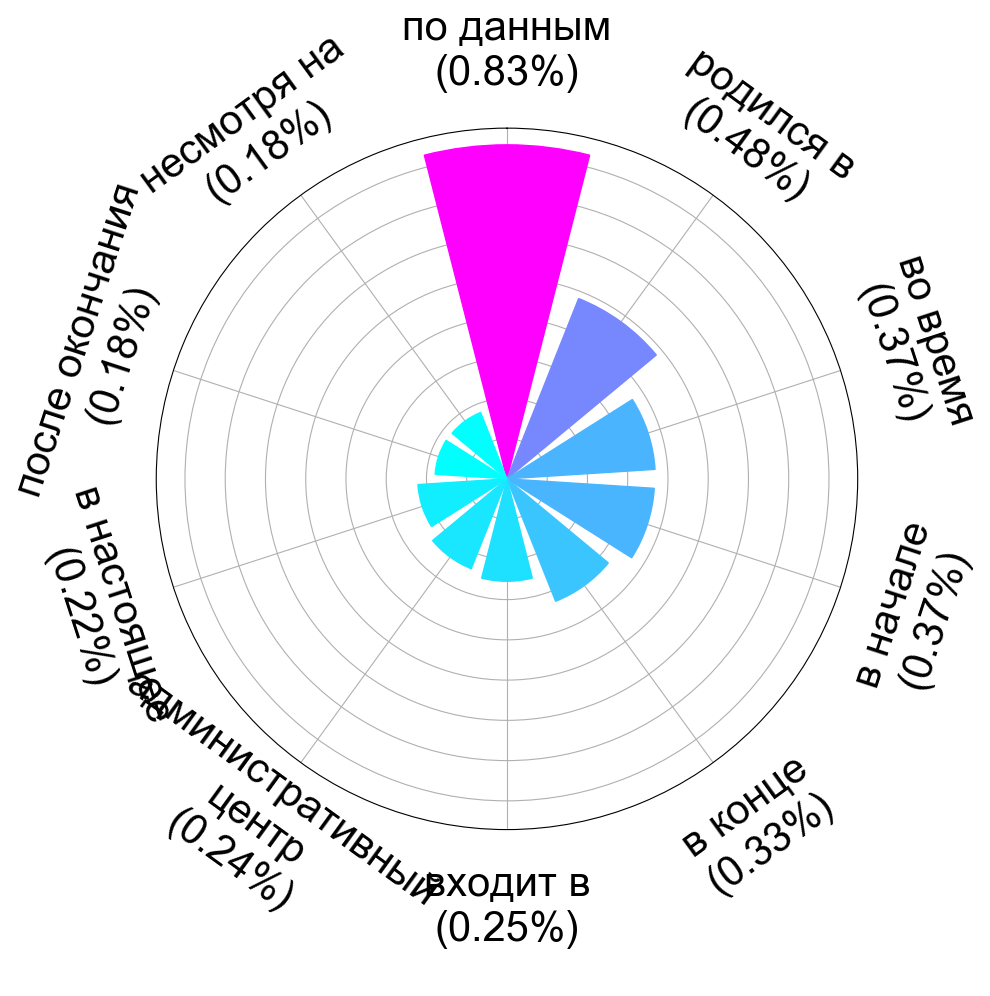 по данным
(0.83%)
родился в
(0.48%)
во время
(0.37%)
в начале
(0.37%)
в конце
(0.33%)
входит в
(0.25%)
административный
центр
(0.24%)
в настоящее
(0.22%)
после окончания
(0.18%)
несмотря на
(0.18%)